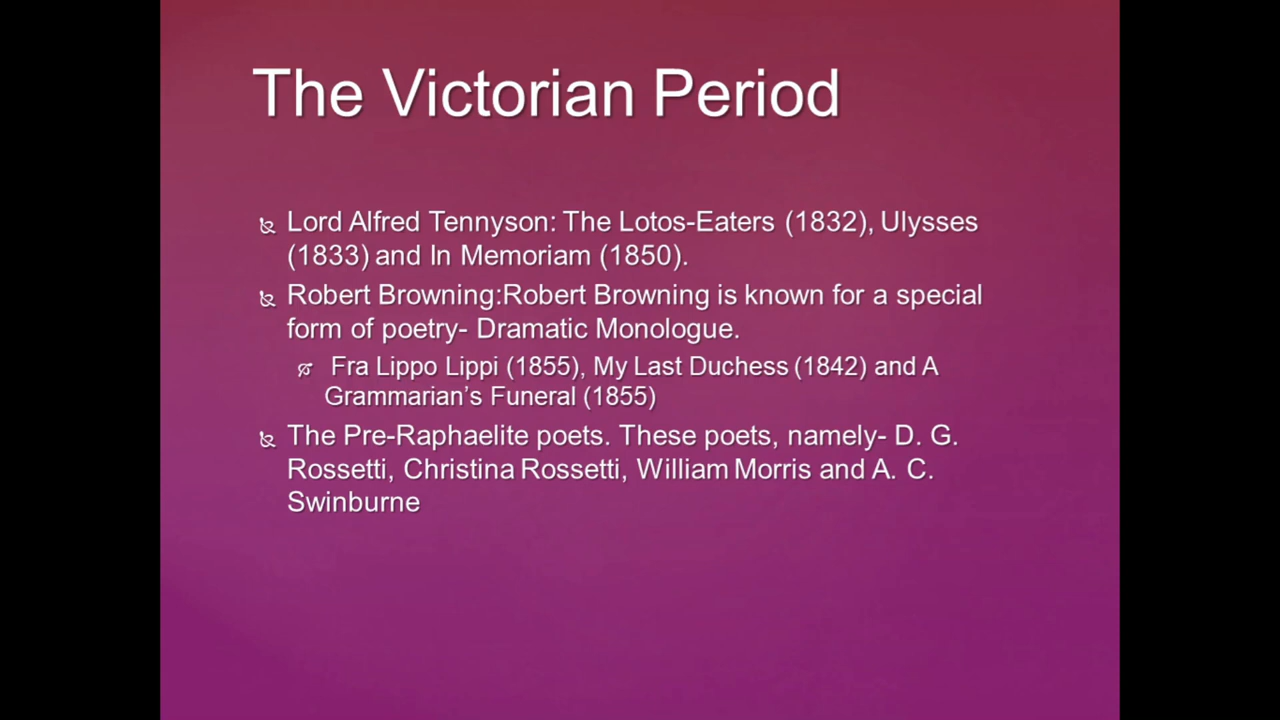 The Victorian Period
Lord Alfred Tennyson: The Lotos-Eaters (1832), Ulysses
(1833) and In Memoriam (1850).
Robert Browning:Robert Browning is known for a special
form of poetry- Dramatic Monologue.
Fra Lippo Lippi (1855), My Last Duchess (1842) and A
Grammarian’s Funeral (1855)
The Pre-Raphaelite poets. These poets, namely- D. G.
Rossetti, Christina Rossetti, William Morris and A. C.
Swinburne